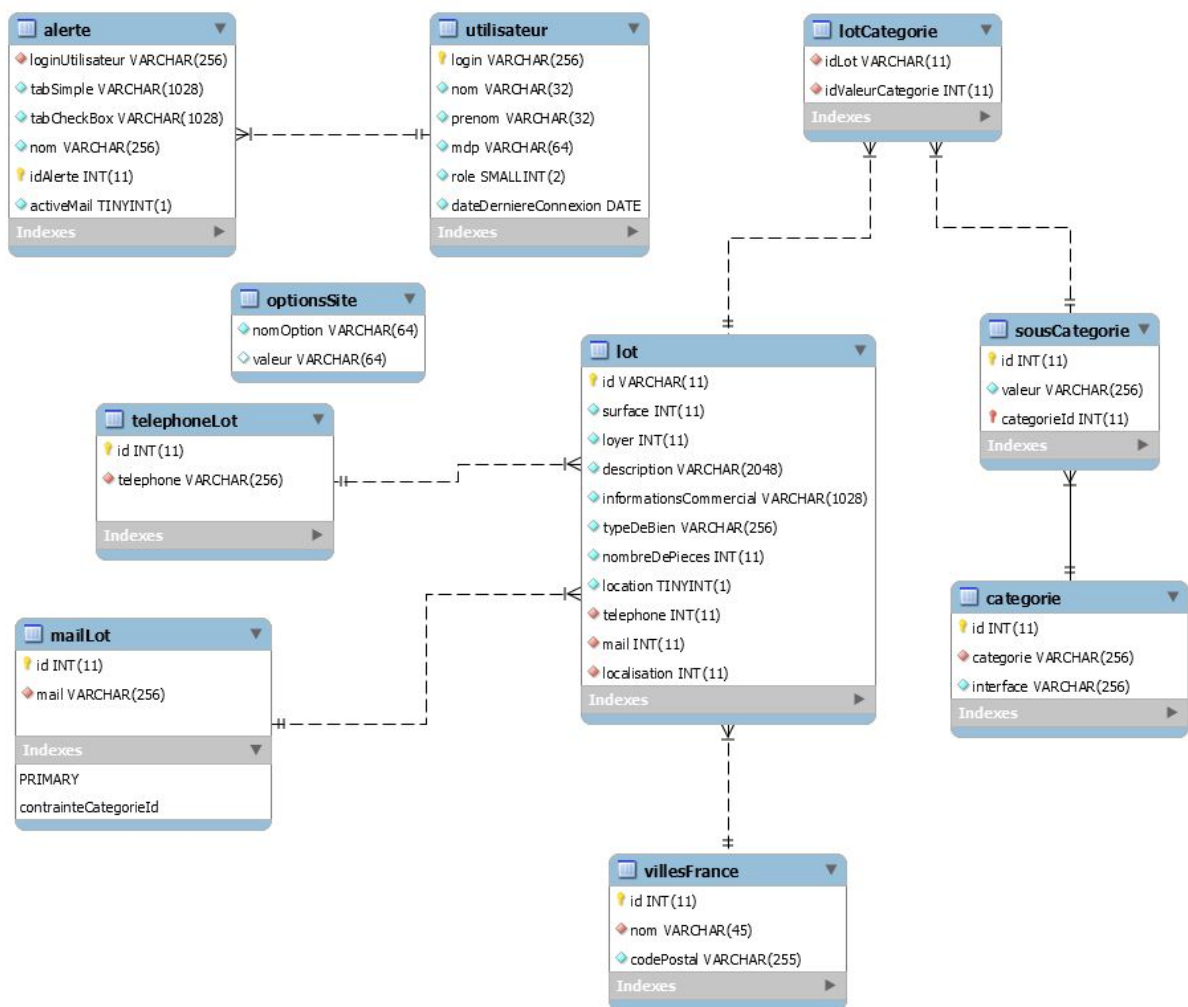 alerte
loginUtilisateur VARCHAR(256)
tabSimple VARCHAR(1028)
tabCheckBox VARCHAR(1028)
nom VARCHAR(256)
idAlerte INT(11)
activeMail TINYINT(1)
Indexes
utilisateur
login VARCHAR(256)
nom VARCHAR(32)
prenom VARCHAR(32)
mdp VARCHAR(64)
role SMALLINT(2)
dateDerniereConnexion DATE
Indexes
lotCategorie
idLot VARCHAR(11)
idValeurCategorie INT(11)
Indexes
optionsSite
nomOption VARCHAR(64)
valeur VARCHAR(64)
lot
id VARCHAR(11)
surface INT(11)
loyer INT(11)
description VARCHAR(2048)
informationsCommercial VARCHAR(1028)
typeDeBien VARCHAR(256)
nombreDePieces INT(11)
location TINYINT(1)
telephone INT(11)
mail INT(11)
localisation INT(11)
Indexes
sousCategorie
id INT(11)
valeur VARCHAR(256)
categorieId INT(11)
Indexes
telephoneLot
id INT(11)
telephone VARCHAR(256)
Indexes
categorie
id INT(11)
categorie VARCHAR(256)
interface VARCHAR(256)
Indexes
mailLot
id INT(11)
mail VARCHAR(256)
Indexes
PRIMARY
contrainteCategorieId
villesFrance
id INT(11)
nom VARCHAR(45)
codePostal VARCHAR(255)
Indexes